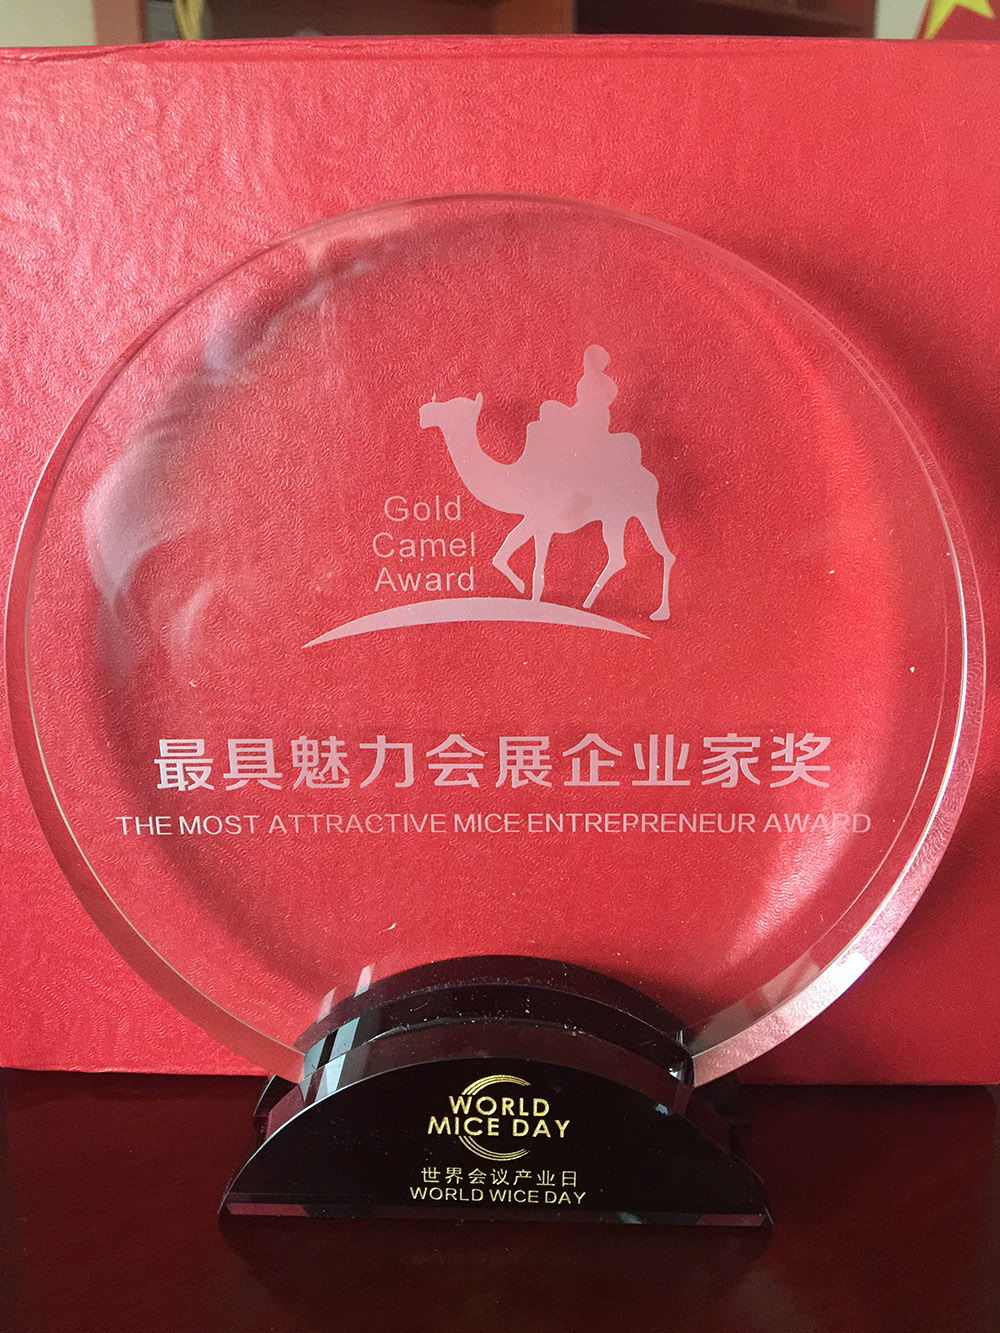 Gold
Camel
Award
最具魅力会展企业家奖
THE MOST ATTRACTIVE MICE ENTREPRENEUR AWARD
WORLD
MICE DAY
世界会议产业日
WORLD WICE DAY